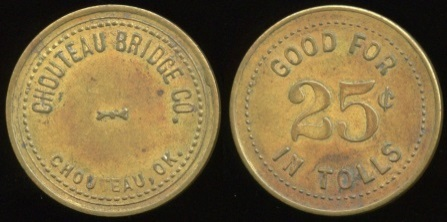 CHOUTEAU BRIDGE CO.
CHOUTEAU, OK.
GOOD FOR
25¢
IN TOLLS